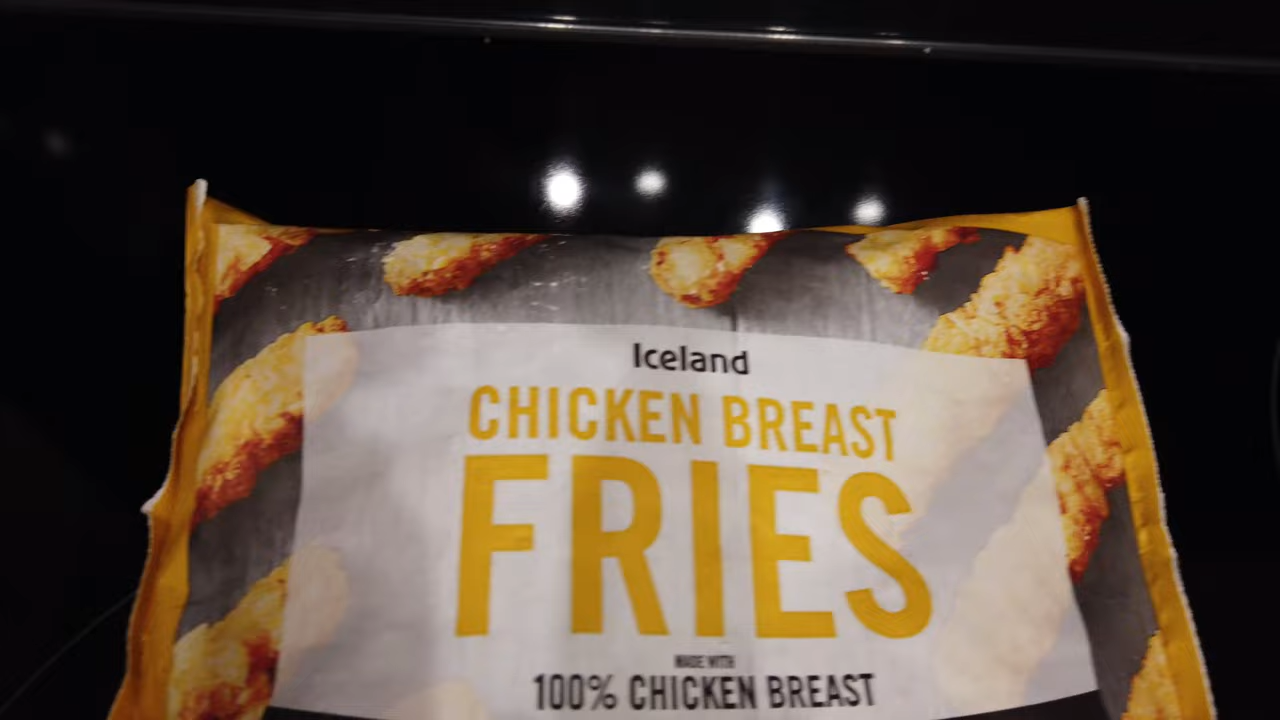 Iceland
CHICKEN BREAST
FRIES
MADE WITH
100% CHICKEN BREAST